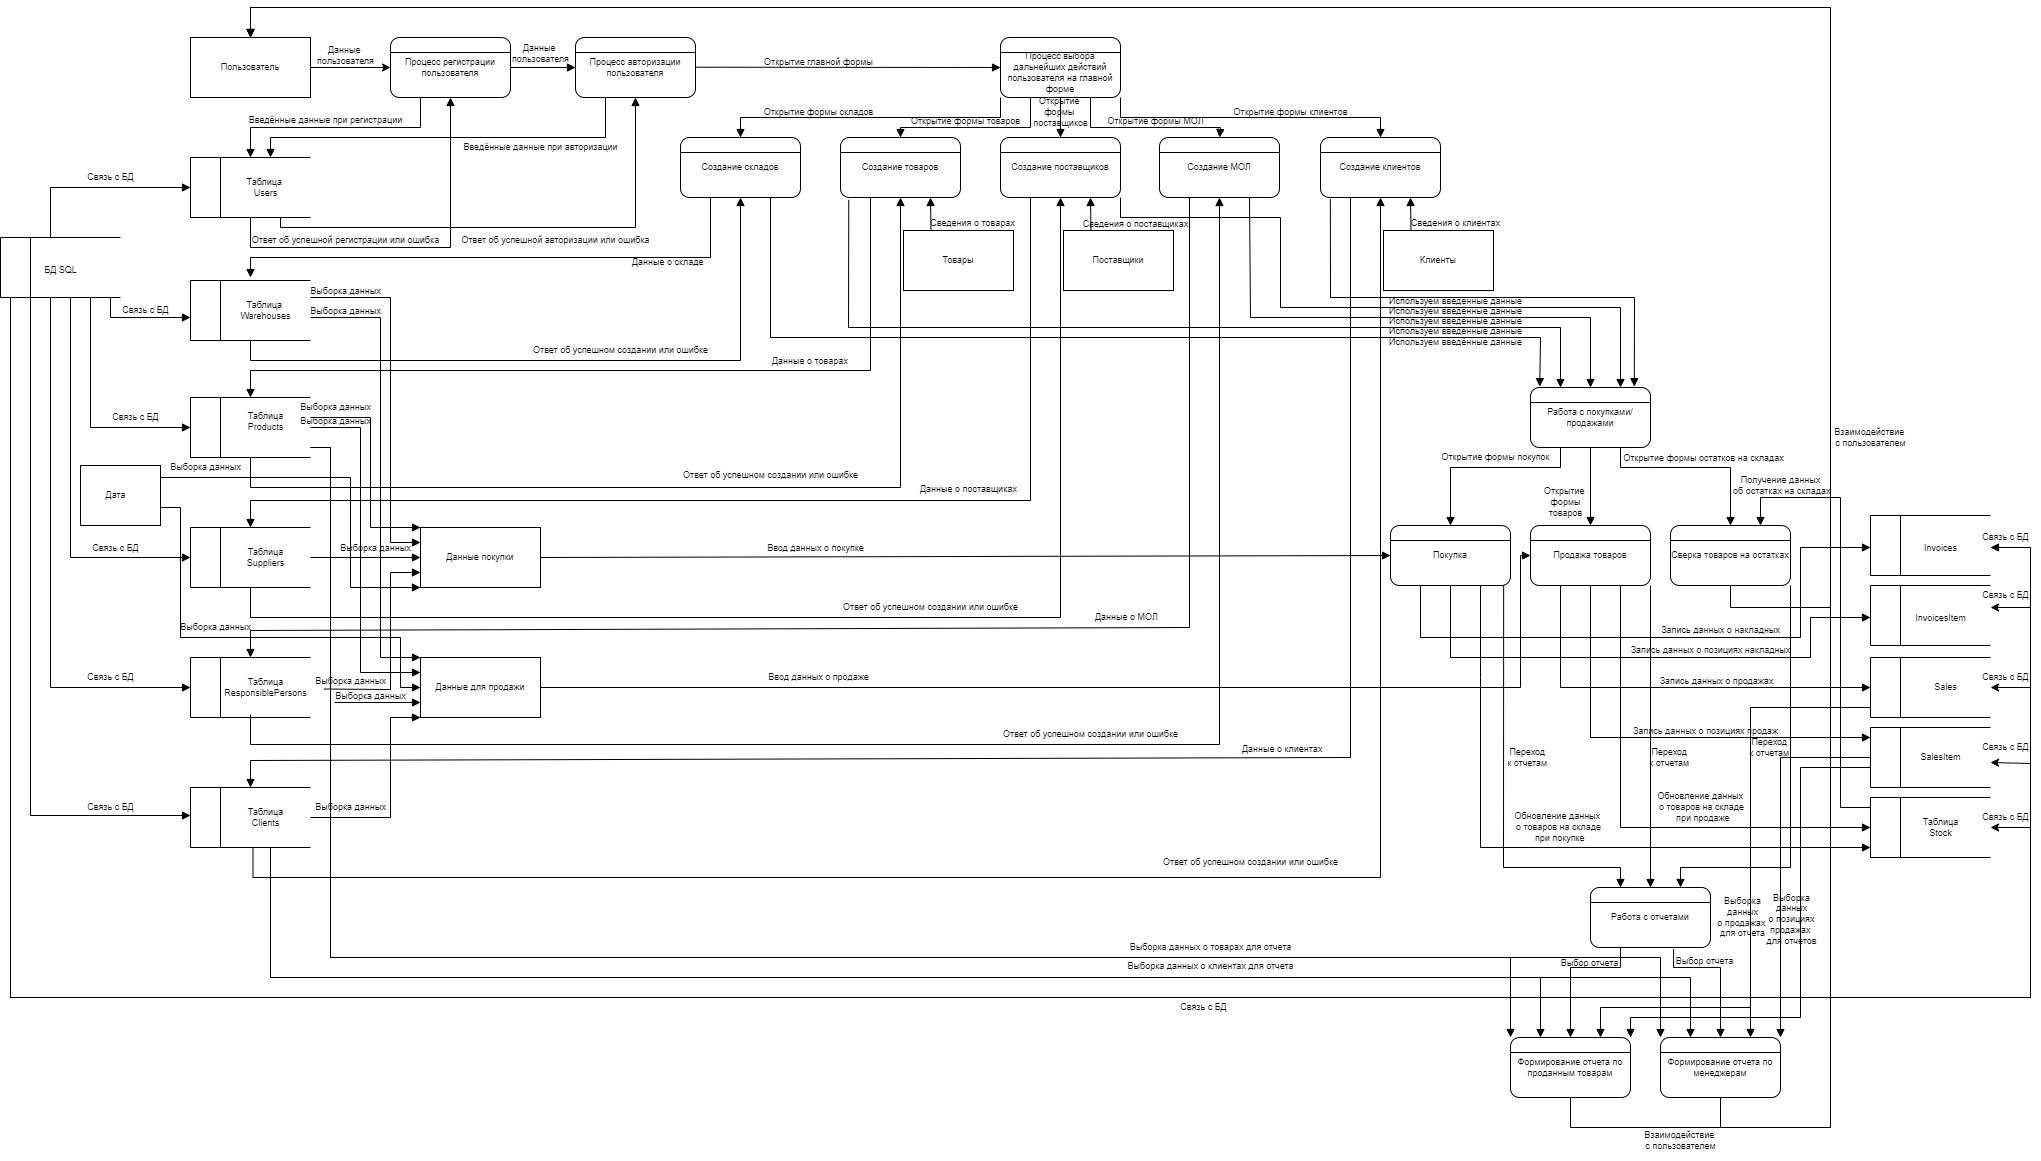 Пользователь
Данные
пользователя
Процесс регистрации
пользователя
Данные
пользователя
Процесс авторизации
пользователя
Открытие главной формы
Процесс выбора
дальнейших действий
пользователя на главной
форме
Введённые данные при регистрации
Введённые данные при авторизации
Открытие формы складов
Открытие формы товаров
Открытие
формы
поставщиков
Открытие формы МОЛ
Открытие формы клиентов
Создание складов
Создание товаров
Создание поставщиков
Создание МОЛ
Создание клиентов
Связь с БД
Таблица
Users
Ответ об успешной регистрации или ошибка
Ответ об успешной авторизации или ошибка
Сведения о товарах
Сведения о поставщиках
Сведения о клиентах
Товары
Поставщики
Клиенты
БД SQL
Данные о складе
Связь с БД
Таблица
Warehouses
Выборка данных
Выборка данных
Ответ об успешном создании или ошибке
Используем введенные данные
Используем введенные данные
Используем введенные данные
Используем введенные данные
Используем введённые данные
Данные о товарах
Связь с БД
Таблица
Products
Выборка данных
Выборка данных
Работа с покупками/
продажами
Взаимодействие
с пользователем
Выборка данных
Дата
Ответ об успешном создании или ошибке
Данные о поставщиках
Открытие формы покупок
Открытие
формы
товаров
Открытие формы остатков на складах
Получение данных
об остатках на складах
Связь с БД
Таблица
Suppliers
Выборка данных
Данные покупки
Ввод данных о покупке
Покупка
Продажа товаров
Сверка товаров на остатках
Invoices
Связь с БД
InvoicesItem
Связь с БД
Ответ об успешном создании или ошибке
Данные о МОЛ
Выборка данных
Запись данных о накладных
Запись данных о позициях накладных
Связь с БД
Таблица
ResponsiblePersons
Выборка данных
Выборка данных
Данные для продажи
Ввод данных о продаже
Запись данных о продажах
Sales
Связь с БД
Ответ об успешном создании или ошибке
Данные о клиентах
Запись данных о позициях продаж
Переход
к отчетам
Переход
к отчетам
Переход
к отчетам
SalesItem
Связь с БД
Связь с БД
Таблица
Clients
Выборка данных
Обновление данных
о товаров на складе
при покупке
Обновление данных
о товаров на складе
при продаже
Таблица
Stock
Связь с БД
Ответ об успешном создании или ошибке
Работа с отчетами
Выборка
данных
о продажах
для отчета
Выборка
данных
о позициях
продажах
для отчетов
Выборка данных о товарах для отчета
Выборка данных о клиентах для отчета
Выбор отчета
Выбор отчета
Связь с БД
Формирование отчета по
проданным товарам
Формирование отчета по
менеджерам
Взаимодействие
с пользователем